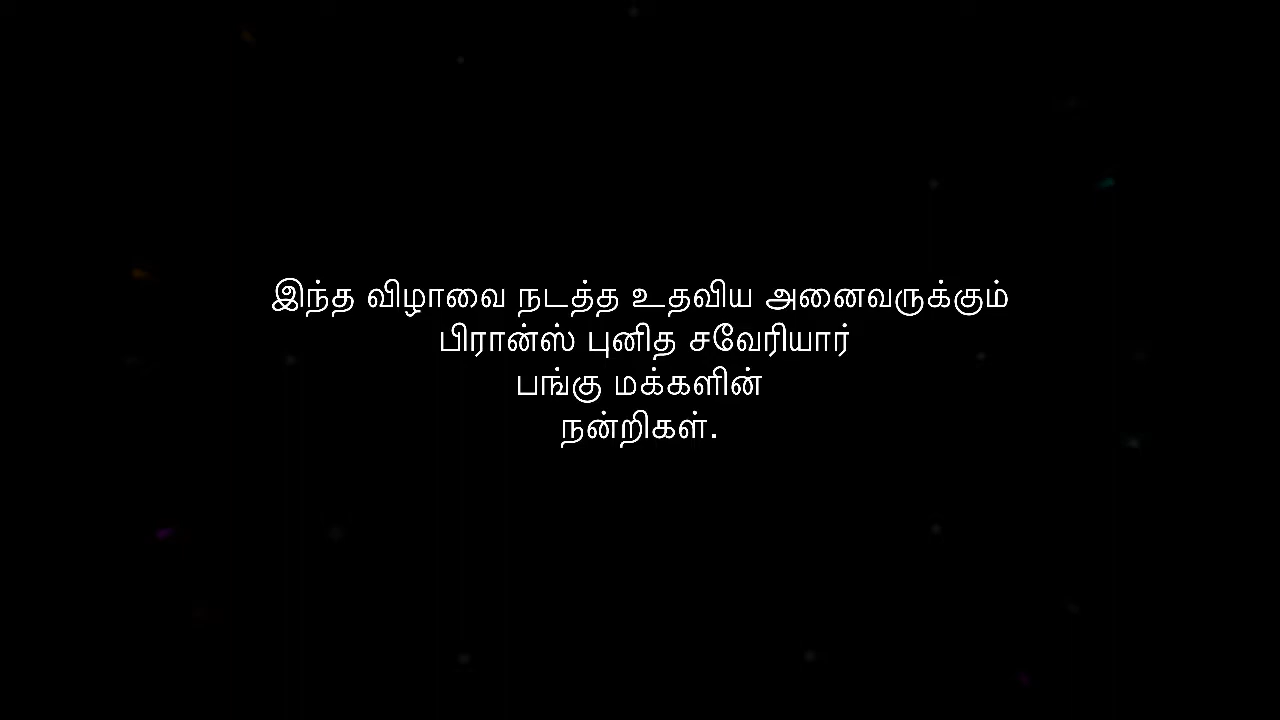 இந்த விழாவை நடத்த உதவிய அனைவருக்கும்
பிரான்ஸ் புனித சவேரியார்
பங்கு மக்களின்
நன்றிகள்.